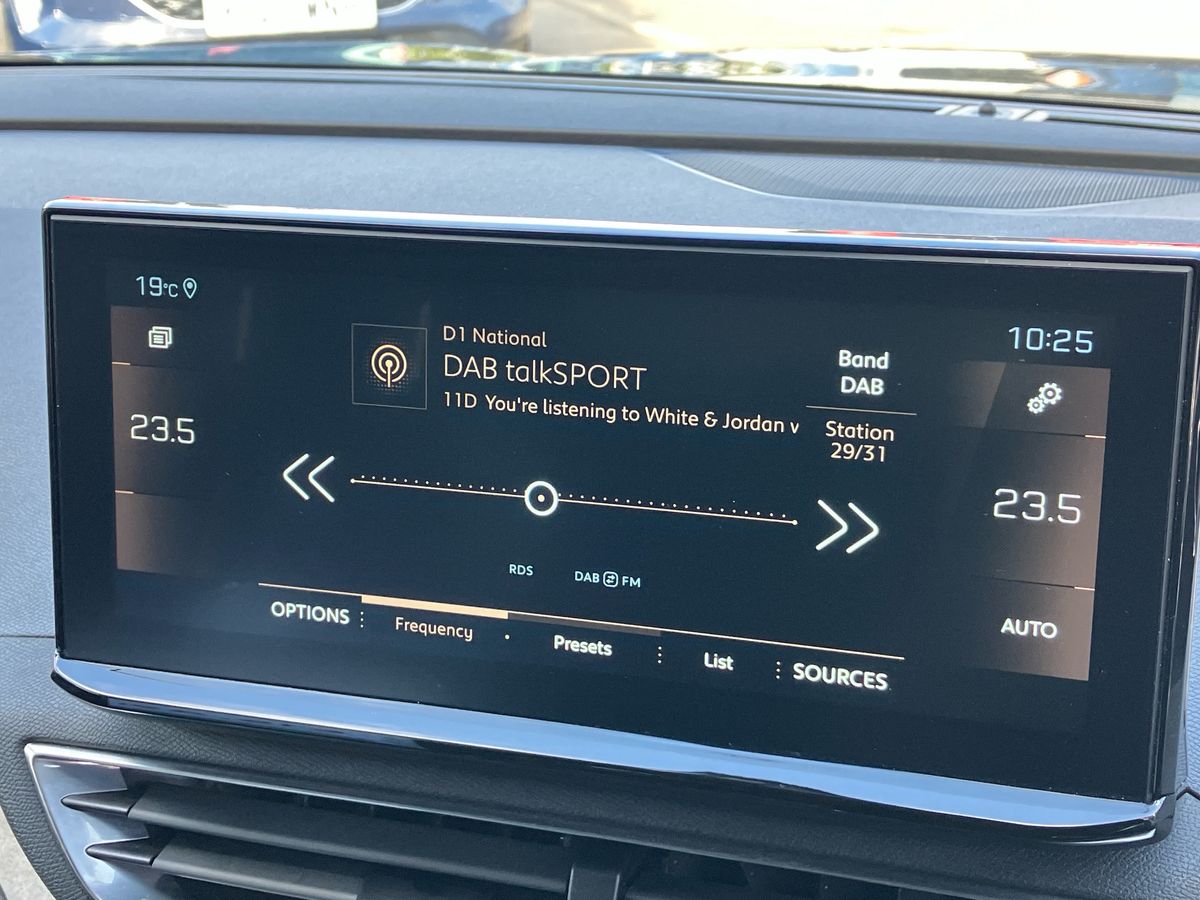 19°C
10:25
D1 National
DAB talkSPORT
11D You're listening to White & Jordan
Band
DAB
Station
29/31
23.5
23.5
RDS
DAB FM
OPTIONS
Frequency
Presets
List
SOURCES
AUTO